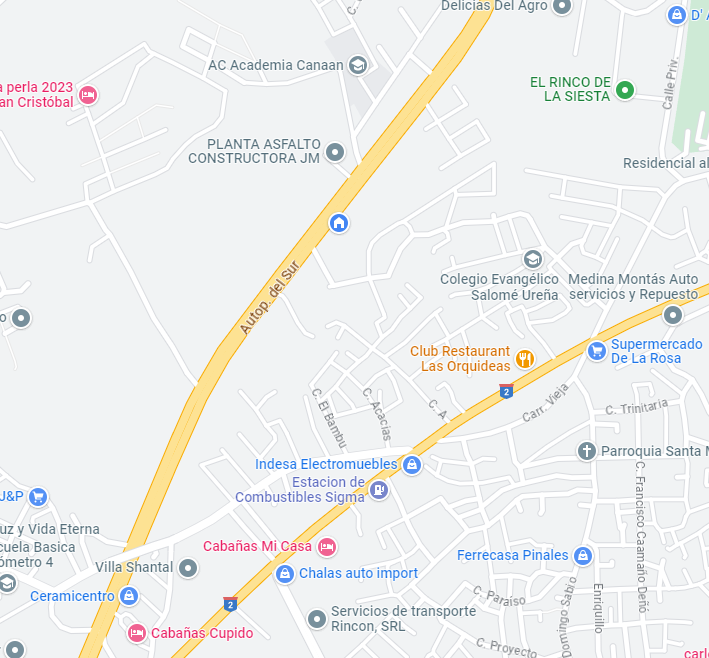 Delicias Del Agro
D' A
C.
AC Academia Canaan
a perla 2023
an Cristóbal
EL RINCO DE
LA SIESTA
Calle Priv.
PLANTA ASFALTO
CONSTRUCTORA JM
Residencial al
Autop. del Sur
Colegio Evangélico
Salomé Ureña
Medina Montás Auto
servicios y Repuesto
o
Club Restaurant
Las Orquideas
Supermercado
De La Rosa
2
C. El Bambu
C. Acacias
C. A
Carr. Vieja
C. Trinitaria
Indesa Electromuebles
Parroquia Santa M
Estacion de
Combustibles Sigma
J&P
C. Francisco Caamaño Deñó
uz y Vida Eterna
cuela Basica
ómetro 4
Cabañas Mi Casa
Villa Shantal
Chalas auto import
Ferrecasa Pinales
Ceramicentro
2
C. Paraiso
Domingo Sabio
Enriquillo
Servicios de transporte
Rincon, SRL
Cabañas Cupido
C. Proyecto
carl